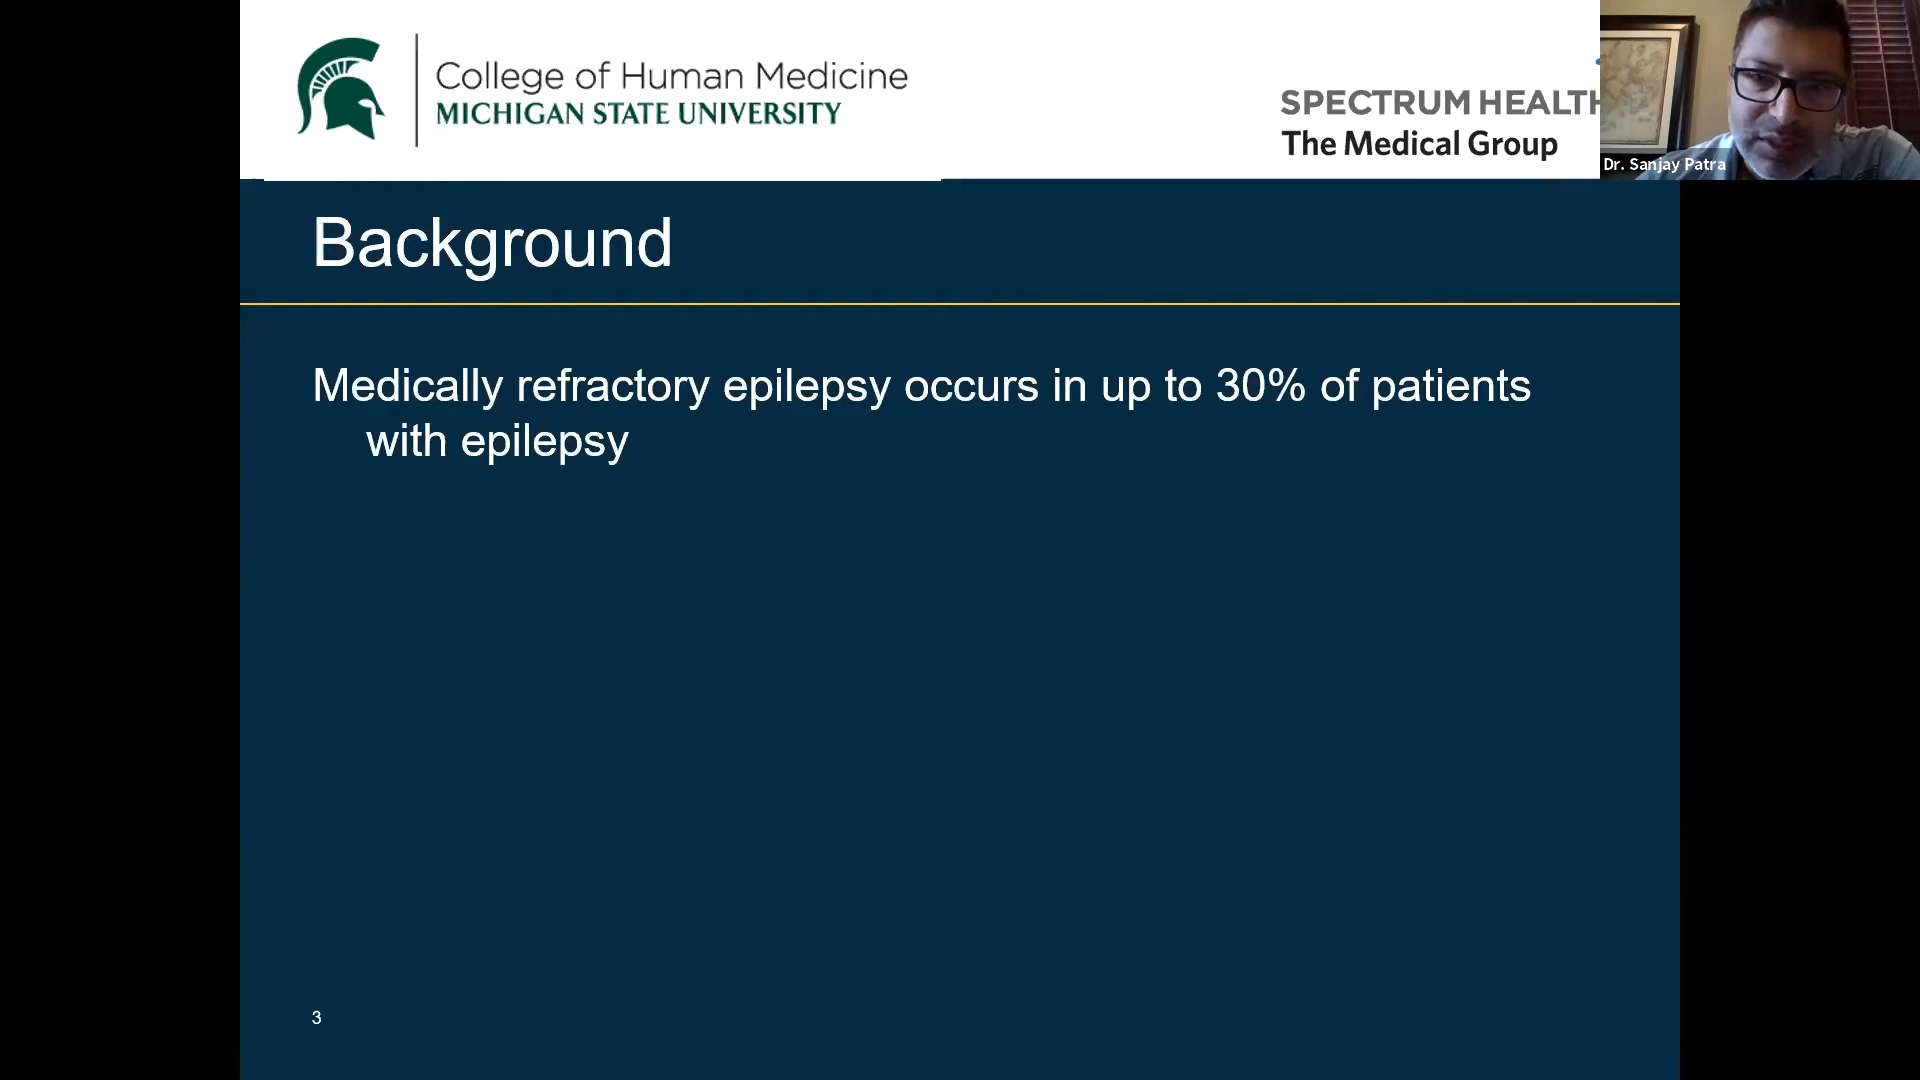 College of Human Medicine
MICHIGAN STATE UNIVERSITY
SPECTRUM HEALTH
The Medical Group
Dr. Sanjay Patra
Background
Medically refractory epilepsy occurs in up to 30% of patients
with epilepsy
3